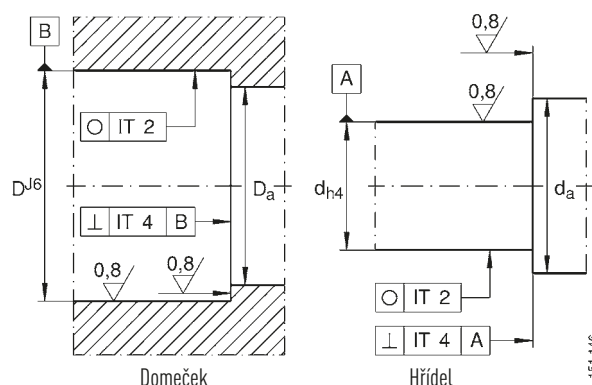 B
0,8
0,8
A
○ IT 2
D^J6
D_a
d_h4
d_a
⊥ IT 4 B
0,8
0,8
○ IT 2
⊥ IT 4 A
Domeček
Hřídel